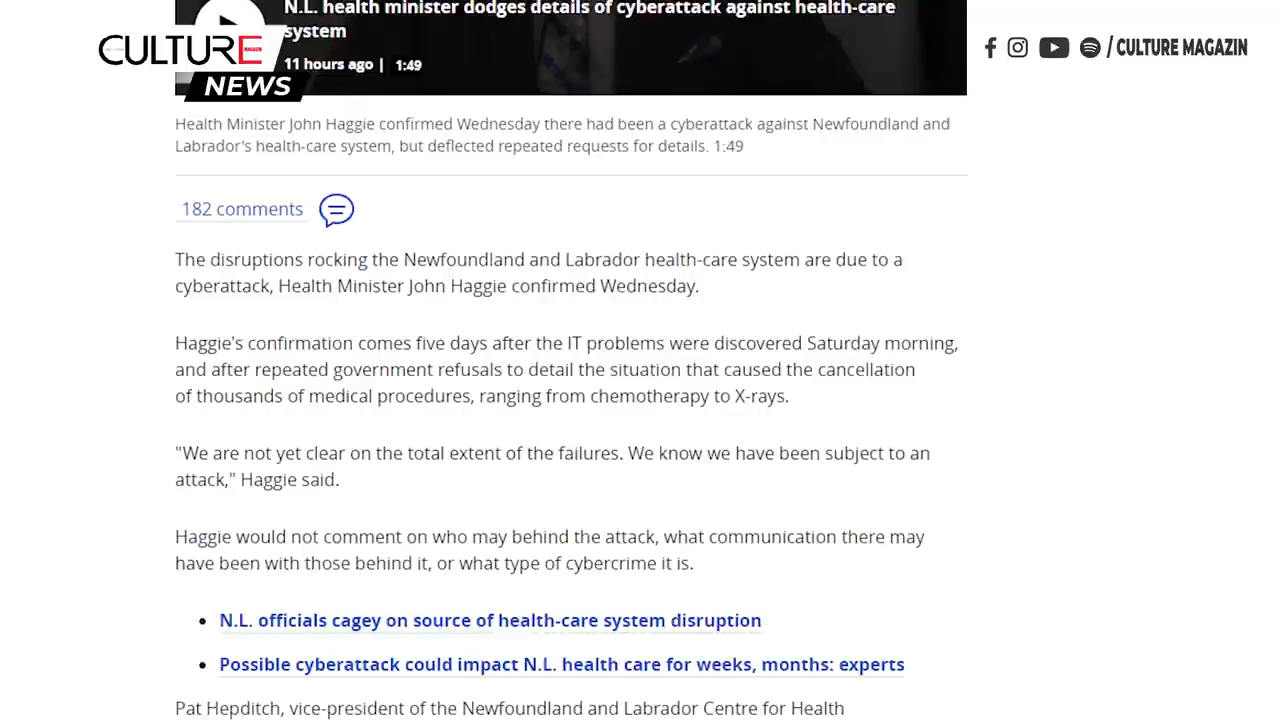 N.L. health minister dodges details of cyberattack against health-care
system
11 hours ago | 1:49
CULTURE
NEWS
/ CULTURE MAGAZIN
Health Minister John Haggie confirmed Wednesday there had been a cyberattack against Newfoundland and
Labrador's health-care system, but deflected repeated requests for details. 1:49
182 comments
The disruptions rocking the Newfoundland and Labrador health-care system are due to a
cyberattack, Health Minister John Haggie confirmed Wednesday.
Haggie's confirmation comes five days after the IT problems were discovered Saturday morning,
and after repeated government refusals to detail the situation that caused the cancellation
of thousands of medical procedures, ranging from chemotherapy to X-rays.
"We are not yet clear on the total extent of the failures. We know we have been subject to an
attack," Haggie said.
Haggie would not comment on who may behind the attack, what communication there may
have been with those behind it, or what type of cybercrime it is.
• N.L. officials cagey on source of health-care system disruption
• Possible cyberattack could impact N.L. health care for weeks, months: experts
Pat Hepditch, vice-president of the Newfoundland and Labrador Centre for Health